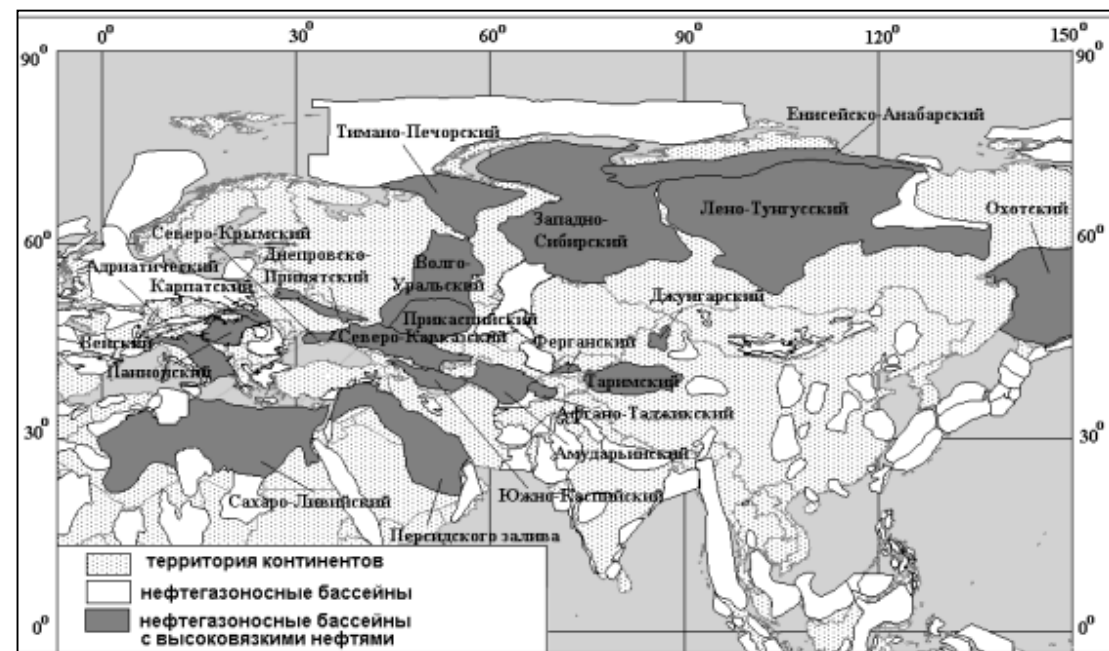 0° 30° 60° 90° 120° 150°
90° 90°
Енисейско-Анабарский
Тимано-Печорский
Лено-Тунгусский
Охотский
Западно-
Сибирский
60° 60°
Северо-Крымский
Днепровско-
Припятский
Волго-
Уральский
Адриатический
Карпатский
Джунгарский
Прикаспийский
Северо-Кавказский
Ферганский
Венский
Паннонский
Таримский
Афгано-Таджикский
30° 30°
Амударьинский
Южно-Каспийский
Сахаро-Ливийский
Персидского залива
территория континентов
нефтегазоносные бассейны
нефтегазоносные бассейны
с высоковязкими нефтями
0° 0°